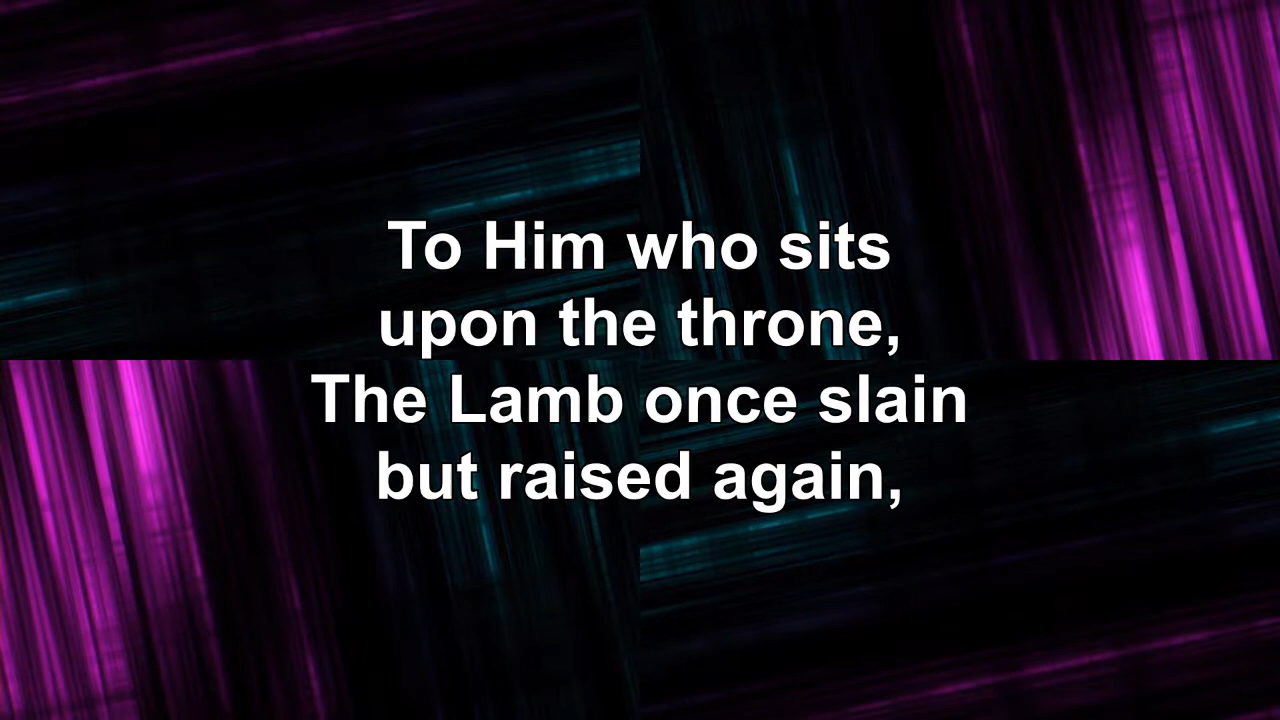 To Him who sits
upon the throne,
The Lamb once slain
but raised again,